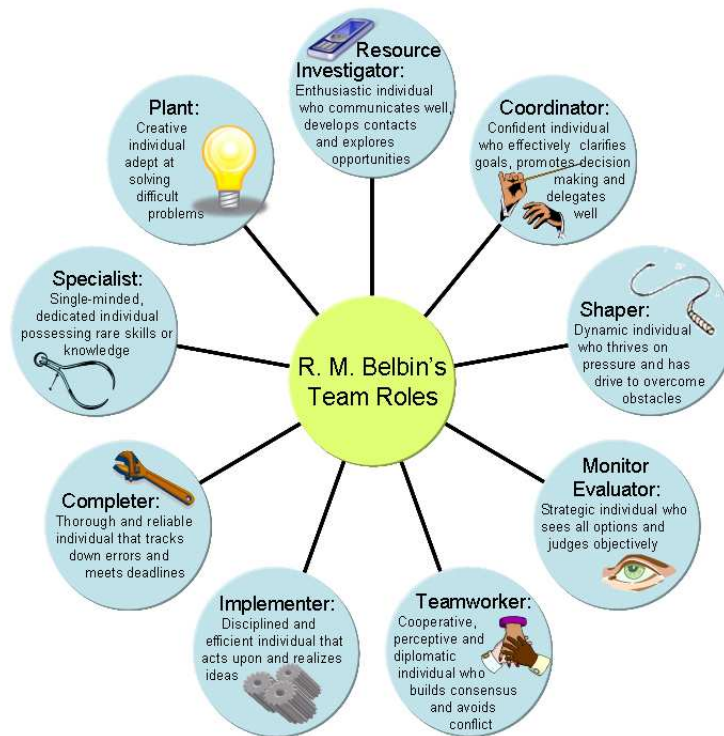 R. M. Belbin's
Team Roles
Resource
Investigator:
Enthusiastic individual
who communicates well,
develops contacts
and explores
opportunities
Coordinator:
Confident individual
who effectively clarifies
goals, promotes decision
making and
delegates
well
Shaper:
Dynamic individual
who thrives on
pressure and has
drive to overcome
obstacles
Monitor
Evaluator:
Strategic individual who
sees all options and
judges objectively
Teamworker:
Cooperative,
perceptive and
diplomatic
individual who
builds consensus
and avoids
conflict
Implementer:
Disciplined and
efficient individual that
acts upon and realizes
ideas
Completer:
Thorough and reliable
individual that tracks
down errors and
meets deadlines
Specialist:
Single-minded,
dedicated individual
possessing rare skills or
knowledge
Plant:
Creative
individual
adept at
solving
difficult
problems